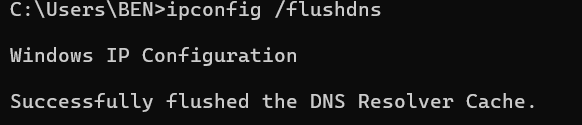 C:\Users\BEN>ipconfig /flushdns
Windows IP Configuration
Successfully flushed the DNS Resolver Cache.